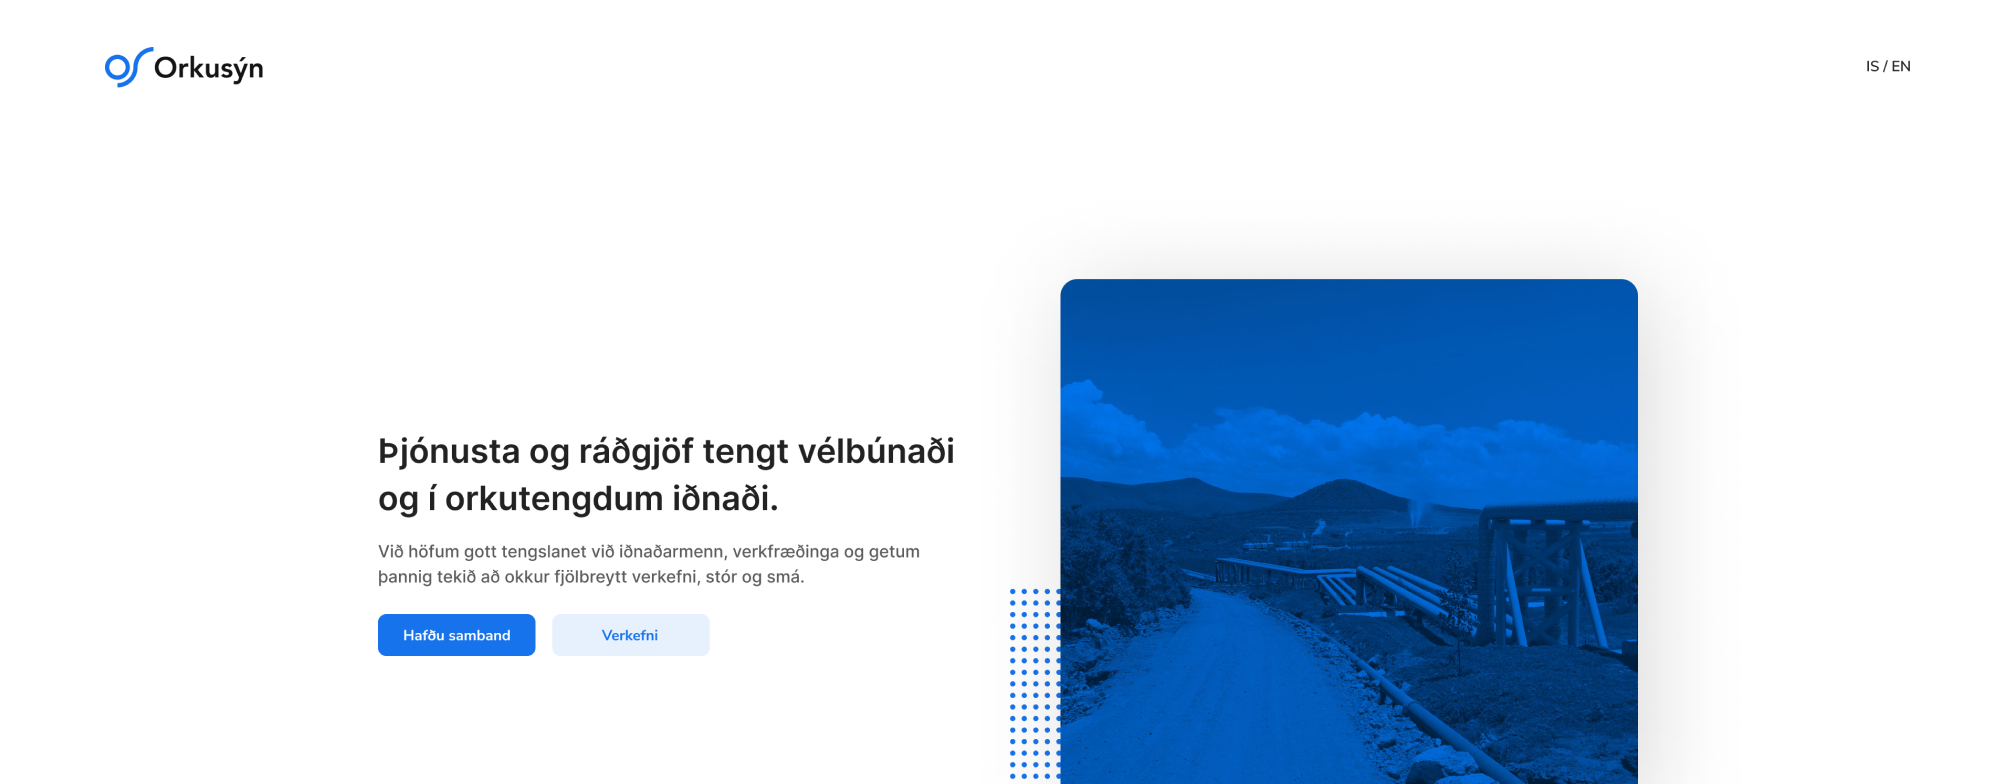 Orkusýn
IS / EN
Þjónusta og ráðgjöf tengt vélbúnaði
og í orkutengdum iðnaði.
Við höfum gott tengslanet við iðnaðarmenn, verkfræðinga og getum
þannig tekið að okkur fjölbreytt verkefni, stór og smá.
Hafðu samband
Verkefni